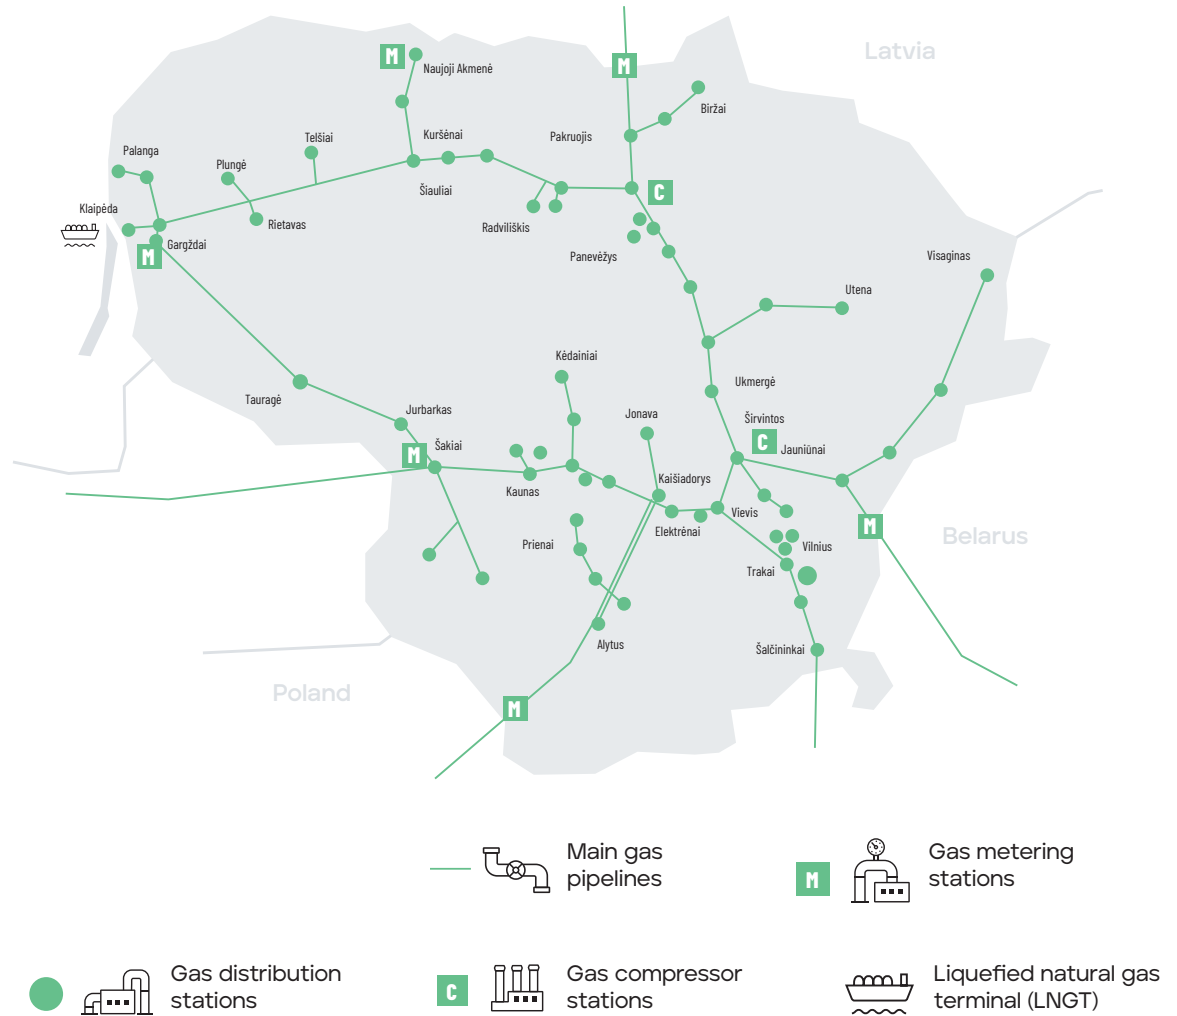 Latvia
M
Naujoji Akmenė
M
Biržai
Kuršėnai
Pakruojis
Telšiai
Palanga
Plungė
Šiauliai
C
Klaipėda
Rietavas
Radviliškis
Gargždai
M
Panevėžys
Visaginas
Utena
Kėdainiai
Ukmergė
Tauragė
Jurbarkas
Jonava
Širvintos
C
Jauniūnai
M
Šakiai
Kaišiadorys
Kaunas
Vievis
Elektrėnai
M
Belarus
Prienai
Vilnius
Trakai
Alytus
Šalčininkai
Poland
M
Main gas
pipelines
M
Gas metering
stations
Gas distribution
stations
C
Gas compressor
stations
Liquefied natural gas
terminal (LNGT)